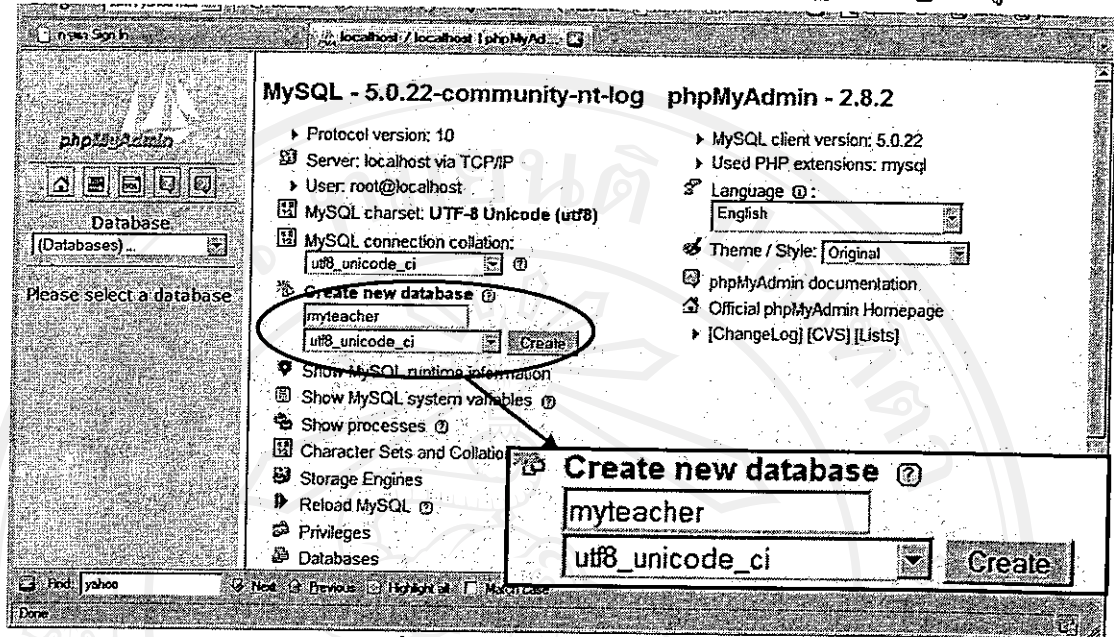 Sign In
localhost / localhost | phpMyAd...
phpMyAdmin
Database
(Databases) ...
Please select a database
MySQL - 5.0.22-community-nt-log
Protocol version: 10
Server: localhost via TCP/IP
User: root@localhost
MySQL charset: UTF-8 Unicode (utf8)
MySQL connection collation:
utf8_unicode_ci
Create new database
myteacher
utf8_unicode_ci Create
Show MySQL runtime information
Show MySQL system variables
Show processes
Character Sets and Collatio
Storage Engines
Reload MySQL
Privileges
Databases
phpMyAdmin - 2.8.2
MySQL client version: 5.0.22
Used PHP extensions: mysql
Language :
English
Theme / Style: Original
phpMyAdmin documentation
Official phpMyAdmin Homepage
[ChangeLog] [CVS] [Lists]
Create new database
myteacher
utf8_unicode_ci Create
Find: yahoo Next Previous Highlight all Match case
Done